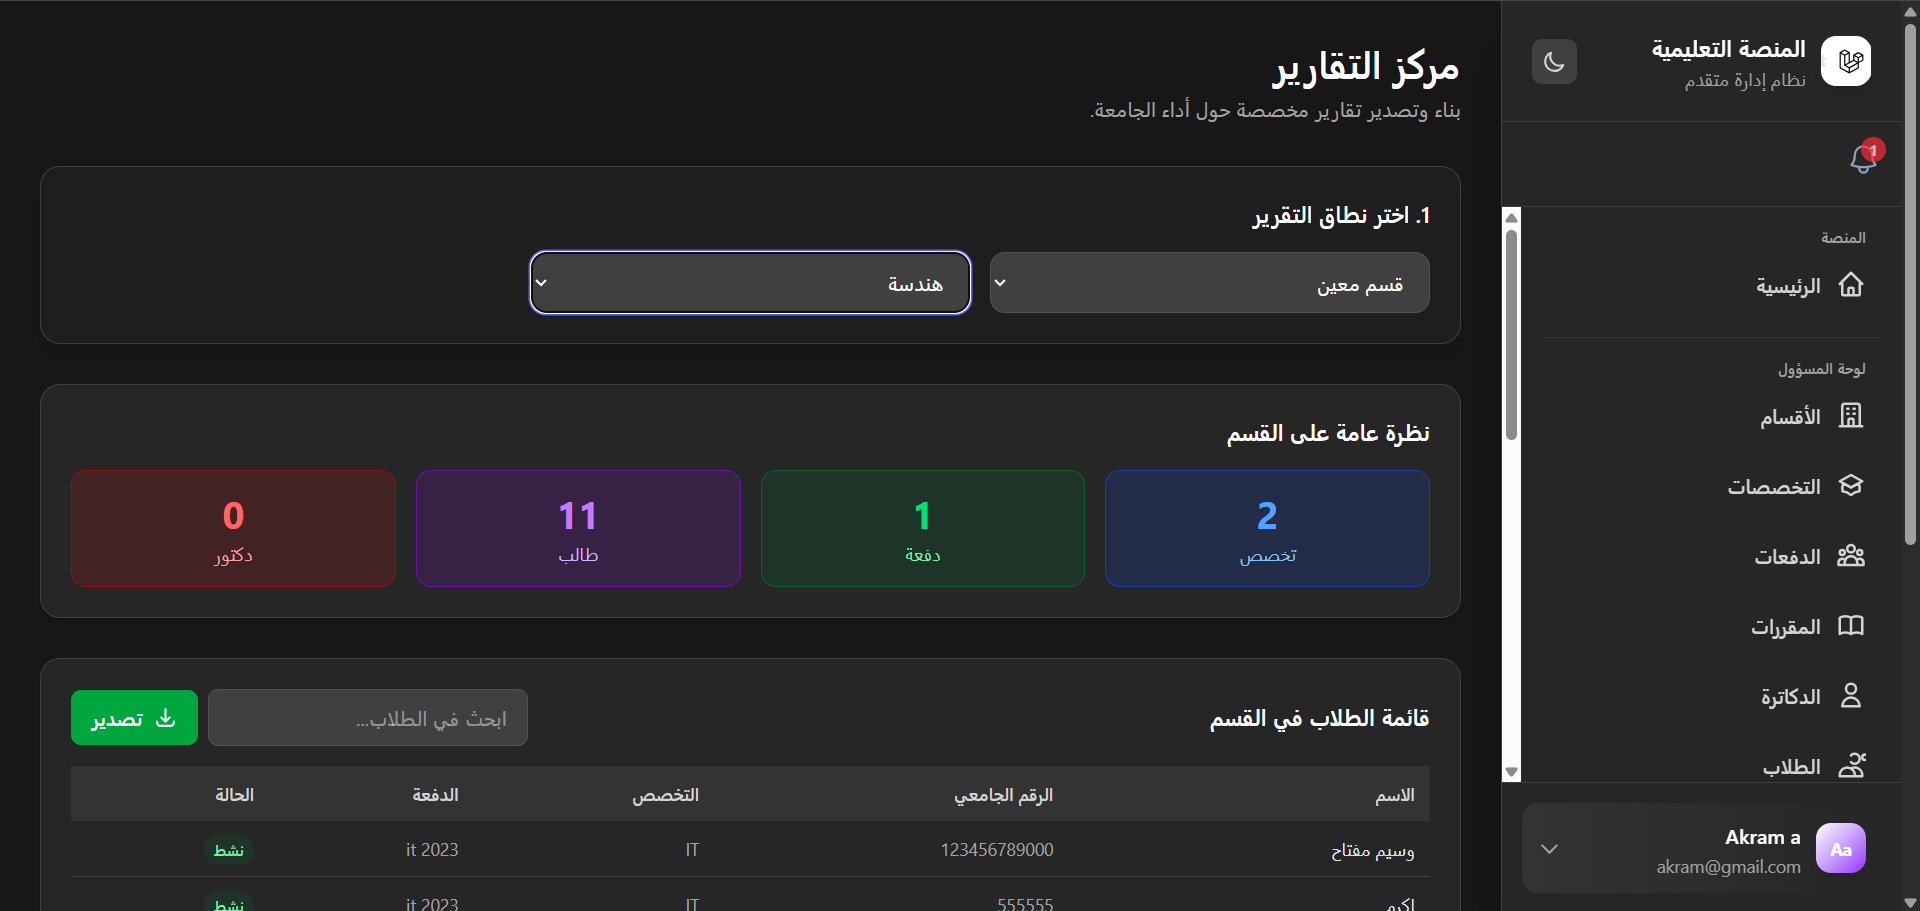 المنصة التعليمية
نظام إدارة متقدم
1
المنصة
الرئيسية
لوحة المسؤول
الأقسام
التخصصات
الدفعات
المقررات
الدكاترة
الطلاب
Akram a
akram@gmail.com
Aa
مركز التقارير
بناء وتصدير تقارير مخصصة حول أداء الجامعة.
1. اختر نطاق التقرير
قسم معين
هندسة
نظرة عامة على القسم
2
تخصص
1
دفعة
11
طالب
0
دكتور
قائمة الطلاب في القسم
ابحث في الطلاب...
تصدير
الاسم الرقم الجامعي التخصص الدفعة الحالة
وسيم مفتاح 123456789000 IT it 2023 نشط
اكرم 555555 IT it 2023 نشط